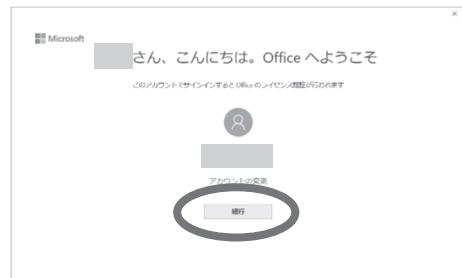 Microsoft
さん、こんにちは。Office へようこそ
このアカウントでサインインすると Office のライセンス認証が行われます
アカウントの変更
続行